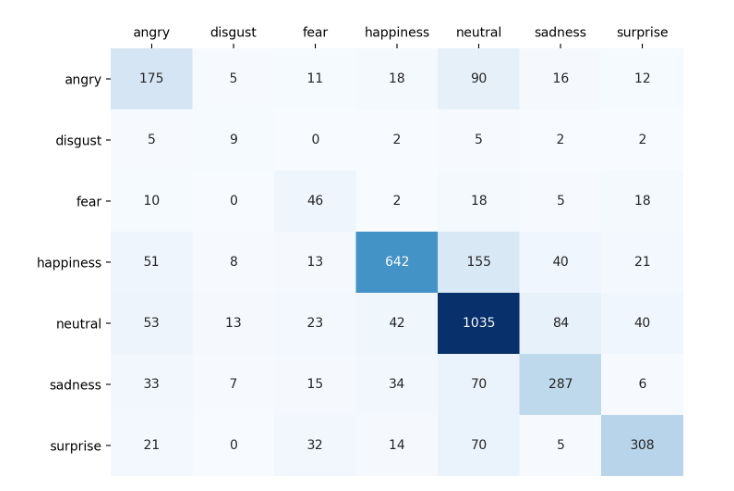 angry disgust fear happiness neutral sadness surprise
angry 175 5 11 18 90 16 12
disgust 5 9 0 2 5 2 2
fear 10 0 46 2 18 5 18
happiness 51 8 13 642 155 40 21
neutral 53 13 23 42 1035 84 40
sadness 33 7 15 34 70 287 6
surprise 21 0 32 14 70 5 308